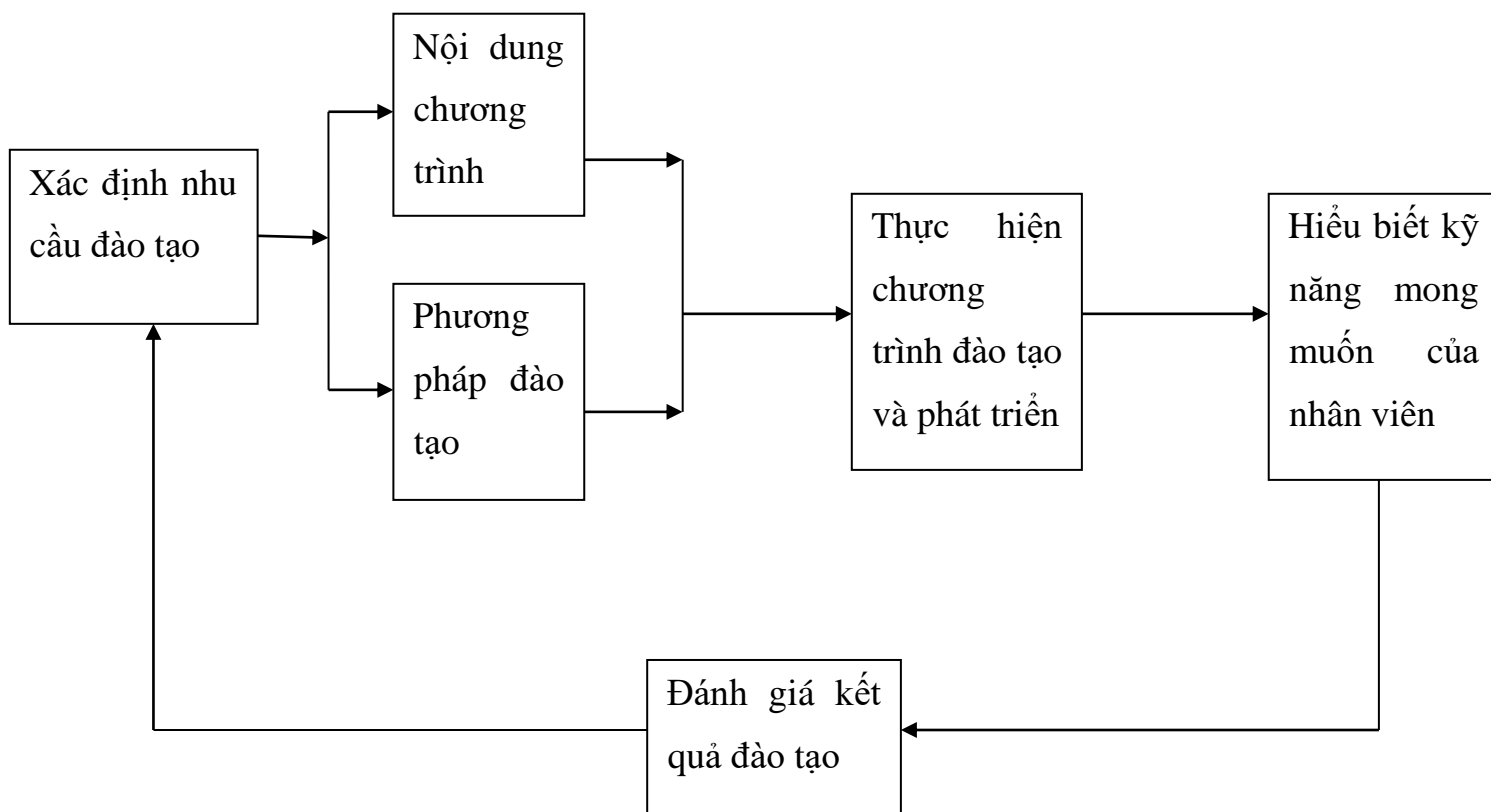 Nội dung
chương
trình
Xác định nhu
cầu đào tạo
Phương
pháp đào
tạo
Thực hiện
chương
trình đào tạo
và phát triển
Hiểu biết kỹ
năng mong
muốn của
nhân viên
Đánh giá kết
quả đào tạo